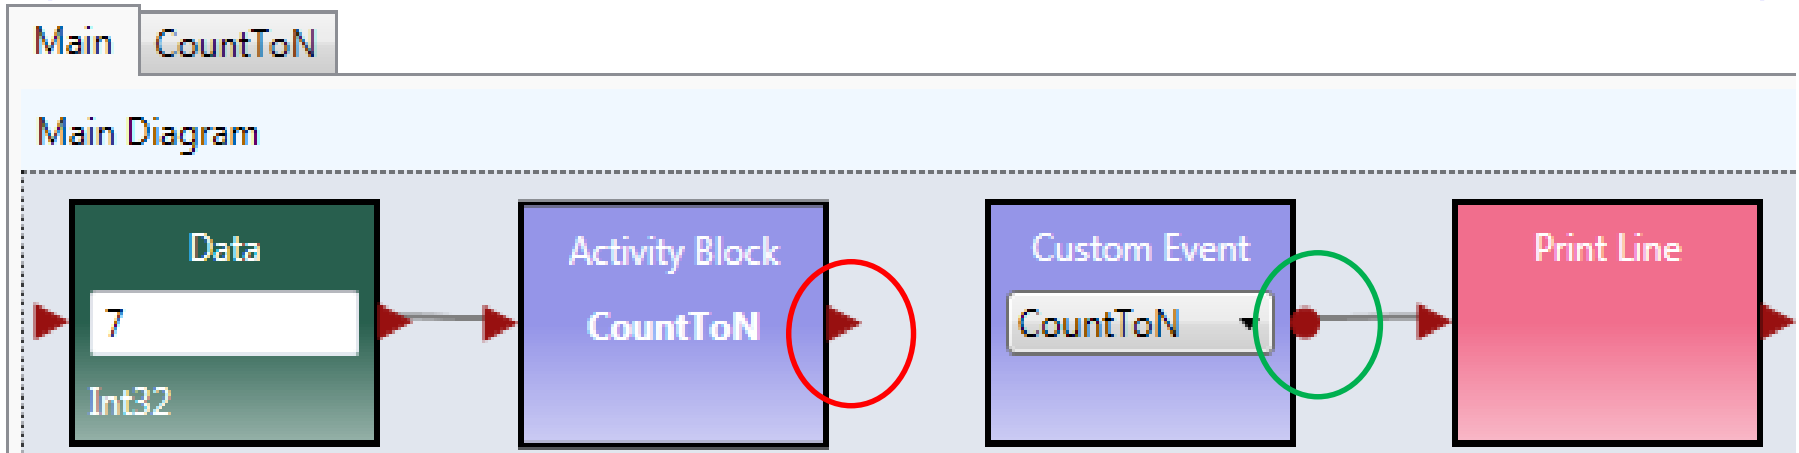 Main
CountToN
Main Diagram
Data
7
Int32
Activity Block
CountToN
Custom Event
CountToN
Print Line